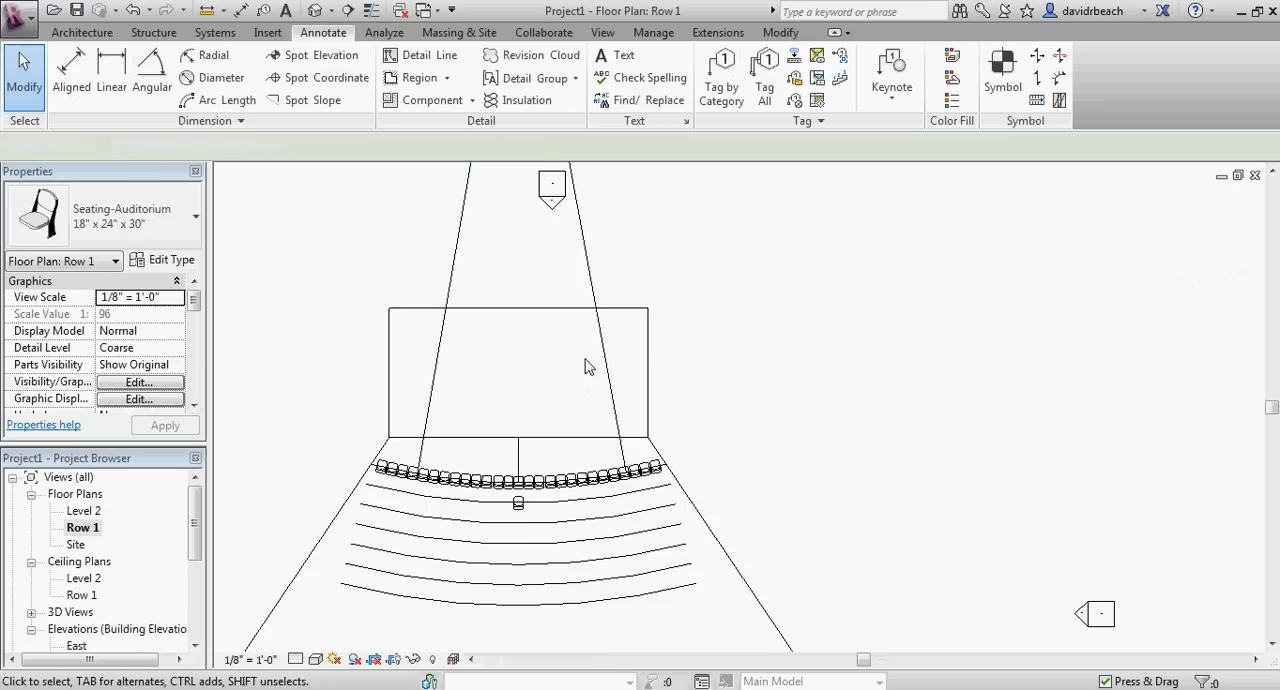 Project1 - Floor Plan: Row 1
Type a keyword or phrase
davidrbeach
Architecture Structure Systems Insert Annotate Analyze Massing & Site Collaborate View Manage Extensions Modify
Modify
Select
Aligned Linear Angular
Radial
Diameter
Arc Length
Spot Elevation
Spot Coordinate
Spot Slope
Dimension
Detail Line
Region
Component
Revision Cloud
Detail Group
Insulation
Detail
Text
Check Spelling
Find/ Replace
Text
Tag by Category
Tag All
Tag
Keynote
Color Fill
Symbol
Symbol
Properties
Seating-Auditorium
18" x 24" x 30"
Floor Plan: Row 1
Edit Type
Graphics
View Scale 1/8" = 1'-0"
Scale Value 1: 96
Display Model Normal
Detail Level Coarse
Parts Visibility Show Original
Visibility/Grap... Edit...
Graphic Displ... Edit...
Properties help Apply
Project1 - Project Browser
Views (all)
Floor Plans
Level 2
Row 1
Site
Ceiling Plans
Level 2
Row 1
3D Views
Elevations (Building Elevatio
East
1/8" = 1'-0"
Click to select, TAB for alternates, CTRL adds, SHIFT unselects.
:0
Main Model
Press & Drag
:0